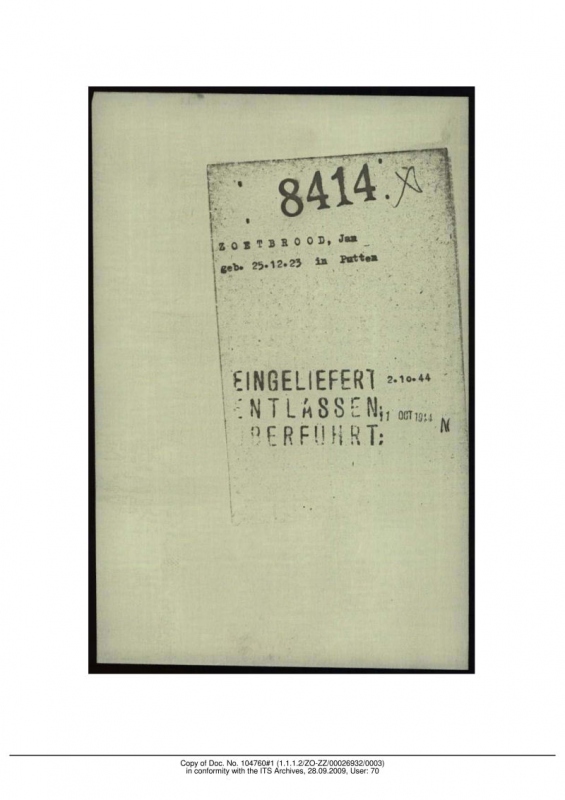 8414.
ZOETBROOD, Jan
geb. 25.12.23 in Putten
EINGELIEFERT 2.10.44
ENTLASSEN: 11 OCT 1944
ÜBERFÜHRT: N
Copy of Doc. No. 104760#1 (1.1.1.2/ZO-ZZ/00026932/0003)
in conformity with the ITS Archives, 28.09.2009, User: 70